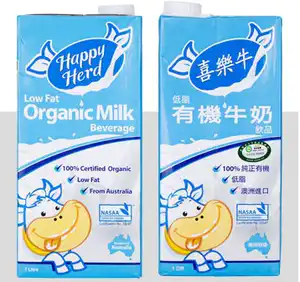 Happy
Herd
Low Fat
Organic Milk
Beverage
100% Certified Organic
Low Fat
From Australia
NASAA
1 Litre
喜樂牛
低脂
有機牛奶
飲品
100% 純正有機
低脂
澳洲進口
NASAA